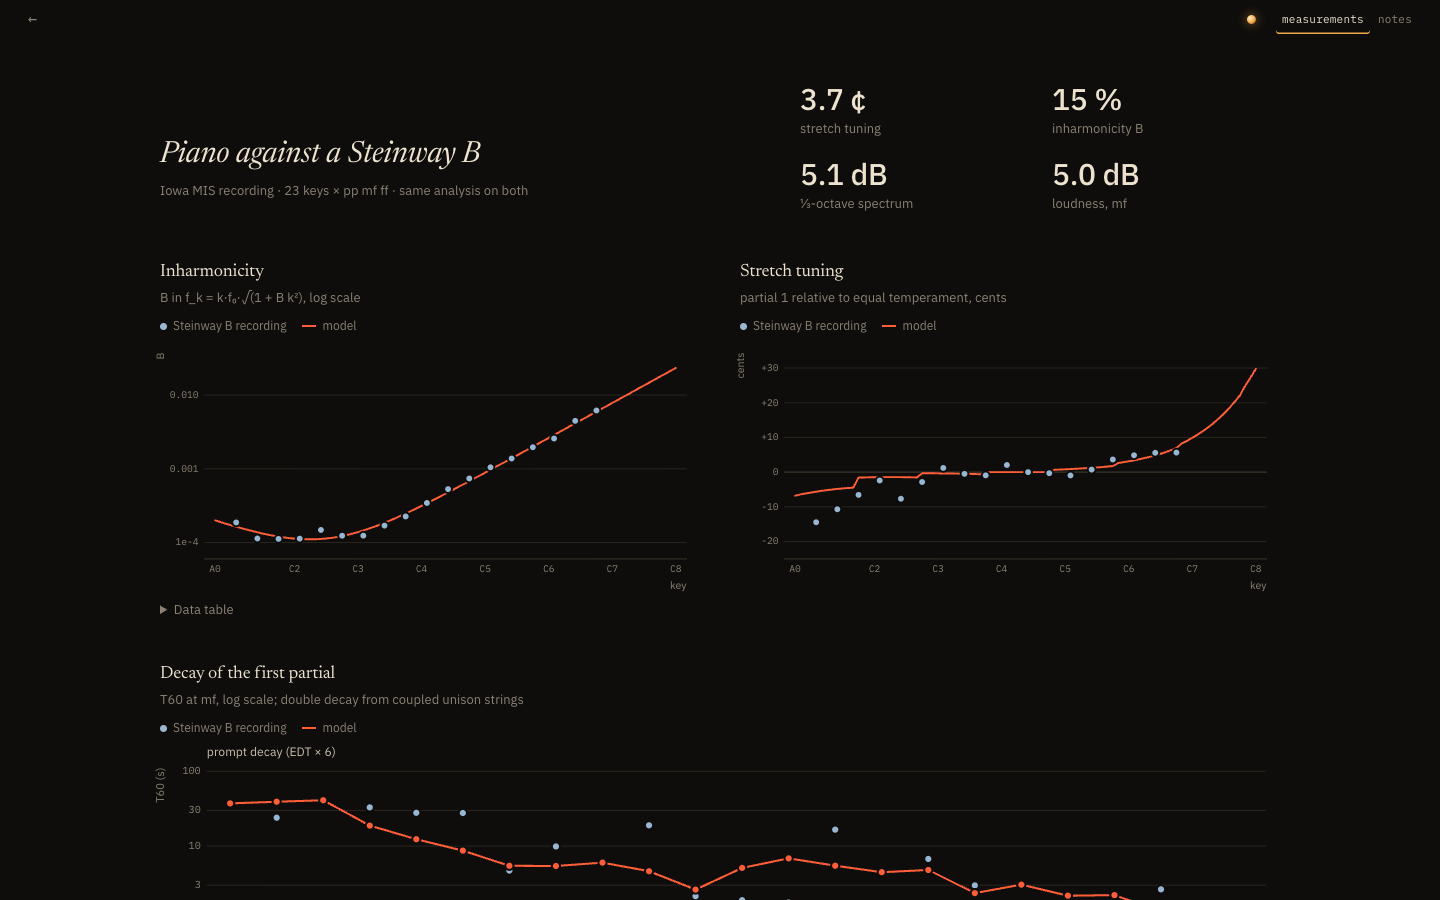 ←
measurements notes
Piano against a Steinway B
Iowa MIS recording · 23 keys × pp mf ff · same analysis on both
3.7 ¢
stretch tuning
15 %
inharmonicity B
5.1 dB
⅓-octave spectrum
5.0 dB
loudness, mf
Inharmonicity
B in f_k = k·f₀·√(1 + B k²), log scale
Steinway B recording model
B
0.010
0.001
1e-4
A0 C2 C3 C4 C5 C6 C7 C8
key
▶ Data table
Stretch tuning
partial 1 relative to equal temperament, cents
Steinway B recording model
cents
+30
+20
+10
0
-10
-20
A0 C2 C3 C4 C5 C6 C7 C8
key
Decay of the first partial
T60 at mf, log scale; double decay from coupled unison strings
Steinway B recording model
prompt decay (EDT × 6)
T60 (s)
100
30
10
3